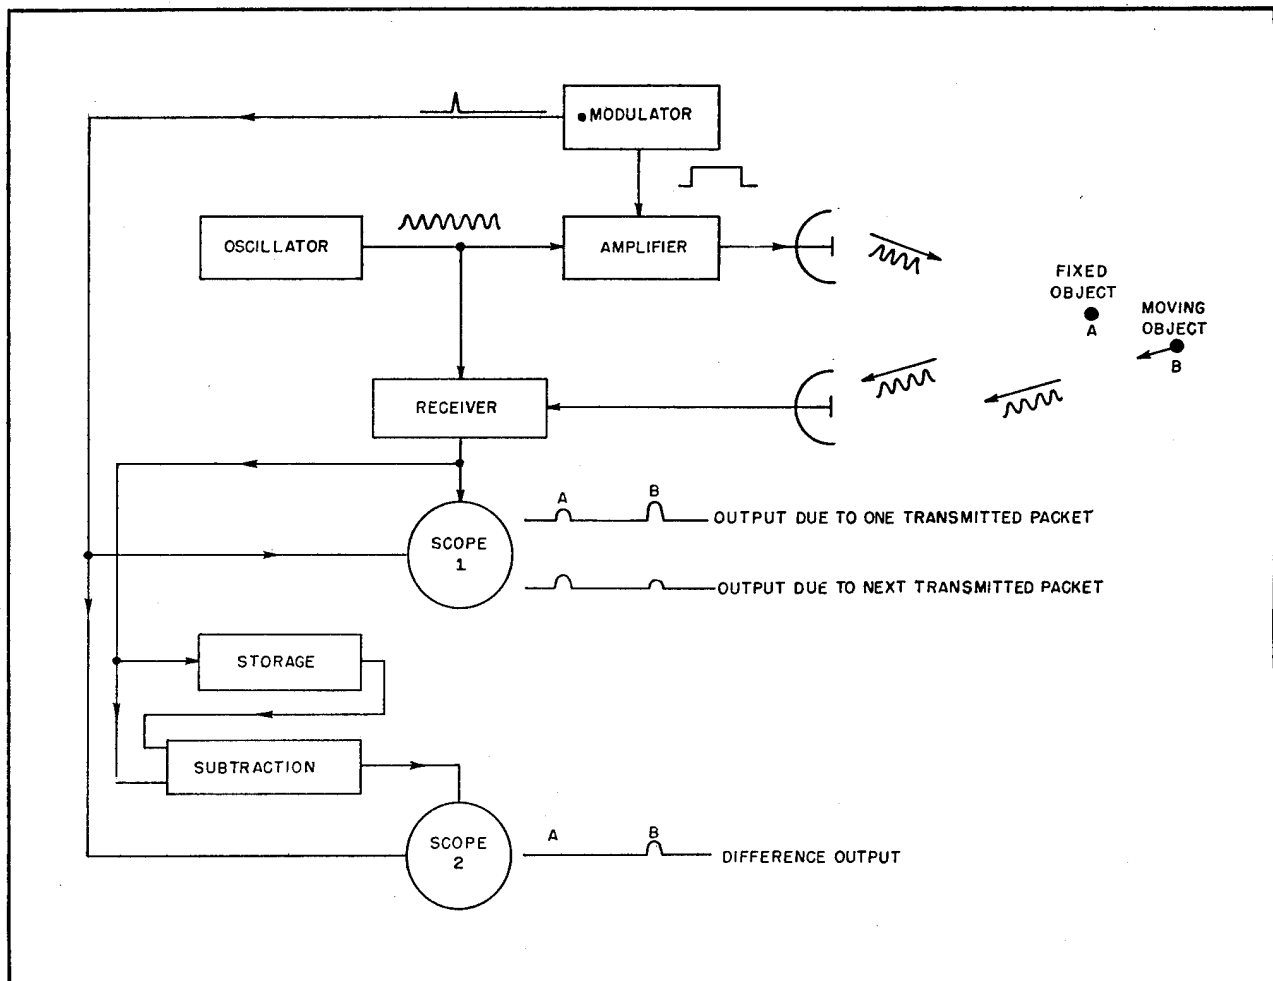 MODULATOR
OSCILLATOR
AMPLIFIER
FIXED
OBJECT
A
MOVING
OBJECT
B
RECEIVER
A
B
OUTPUT DUE TO ONE TRANSMITTED PACKET
SCOPE
1
OUTPUT DUE TO NEXT TRANSMITTED PACKET
STORAGE
SUBTRACTION
SCOPE
2
A
B
DIFFERENCE OUTPUT